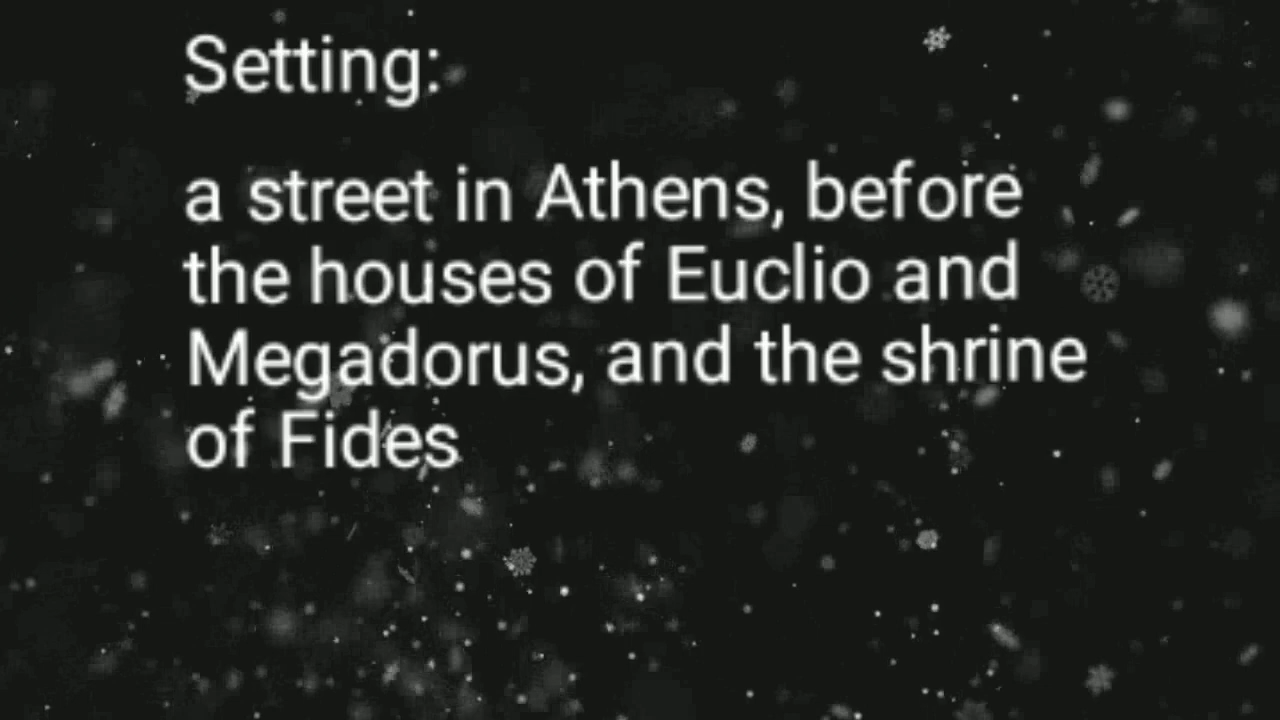 Setting:
a street in Athens, before
the houses of Euclio and
Megadorus, and the shrine
of Fides